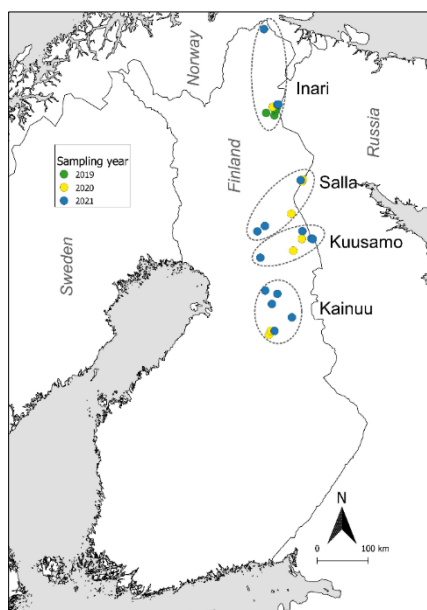 Norway
Inari
Russia
Sampling year
2019
2020
2021
Finland
Salla
Kuusamo
Sweden
Kainuu
N
0 100 km